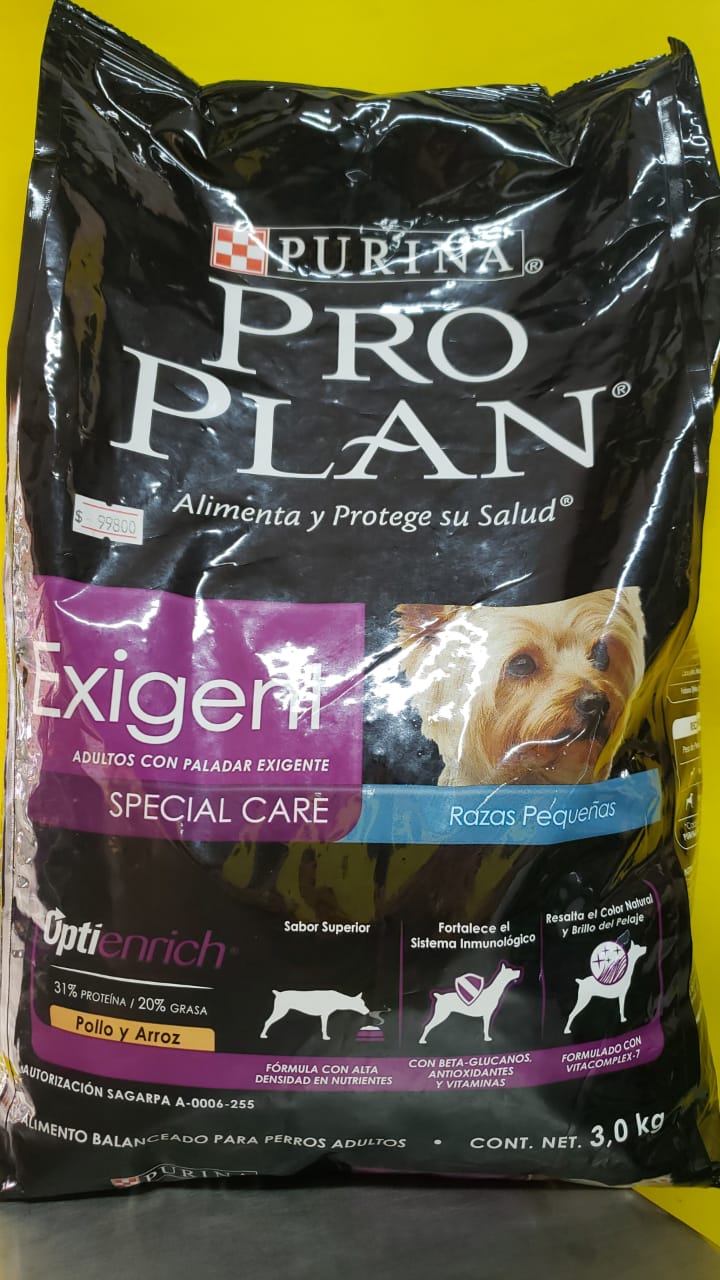 PURINA®
PRO
PLAN®
Alimenta y Protege su Salud®
$ 99800
Exigent
ADULTOS CON PALADAR EXIGENTE
SPECIAL CARE
Razas Pequeñas
Optienrich®
31% PROTEÍNA / 20% GRASA
Pollo y Arroz
Sabor Superior
FÓRMULA CON ALTA
DENSIDAD EN NUTRIENTES
Fortalece el
Sistema Inmunológico
CON BETA-GLUCANOS,
ANTIOXIDANTES
Y VITAMINAS
Resalta el Color Natural
y Brillo del Pelaje
FORMULADO CON
VITACOMPLEX-7
AUTORIZACIÓN SAGARPA A-0006-255
ALIMENTO BALANCEADO PARA PERROS ADULTOS • CONT. NET. 3,0 kg
PURINA